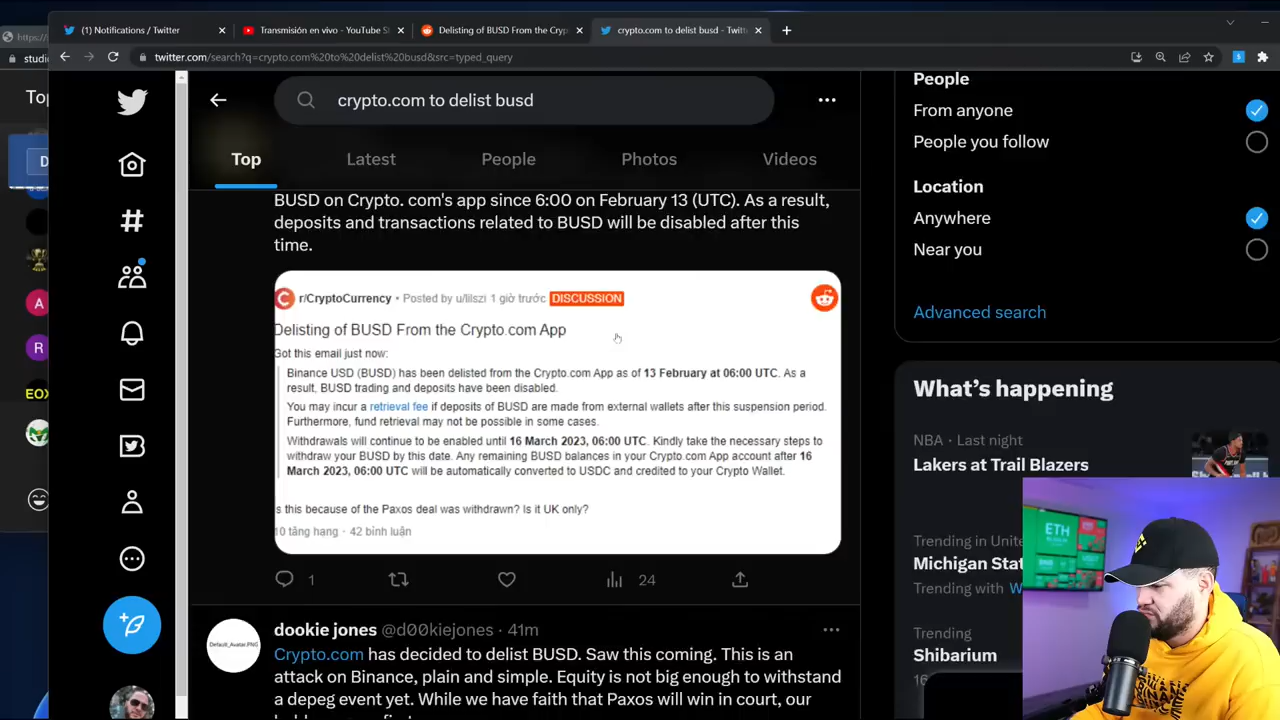 https://
(1) Notifications / Twitter
Transmisión en vivo - YouTube
Delisting of BUSD From the Cryp
crypto.com to delist busd - Twit
studi
twitter.com/search?q=crypto.com%20to%20delist%20busd&src=typed_query
crypto.com to delist busd
Top
Latest
People
Photos
Videos
BUSD on Crypto. com's app since 6:00 on February 13 (UTC). As a result,
deposits and transactions related to BUSD will be disabled after this
time.
r/CryptoCurrency • Posted by u/lilszi 1 giờ trước DISCUSSION
Delisting of BUSD From the Crypto.com App
Got this email just now:
Binance USD (BUSD) has been delisted from the Crypto.com App as of 13 February at 06:00 UTC. As a
result, BUSD trading and deposits have been disabled.
You may incur a retrieval fee if deposits of BUSD are made from external wallets after this suspension period.
Furthermore, fund retrieval may not be possible in some cases.
Withdrawals will continue to be enabled until 16 March 2023, 06:00 UTC. Kindly take the necessary steps to
withdraw your BUSD by this date. Any remaining BUSD balances in your Crypto.com App account after 16
March 2023, 06:00 UTC will be automatically converted to USDC and credited to your Crypto Wallet.
s this because of the Paxos deal was withdrawn? Is it UK only?
10 tăng hạng · 42 bình luận
1
24
dookie jones @d00kiejones · 41m
Crypto.com has decided to delist BUSD. Saw this coming. This is an
attack on Binance, plain and simple. Equity is not big enough to withstand
a depeg event yet. While we have faith that Paxos will win in court, our
Default_Avatar.PNG
People
From anyone
People you follow
Location
Anywhere
Near you
Advanced search
What's happening
NBA · Last night
Lakers at Trail Blazers
Trending in Unite
Michigan Stat
Trending with W
Trending
Shibarium
16
ETH
To
D
A
R
EOX